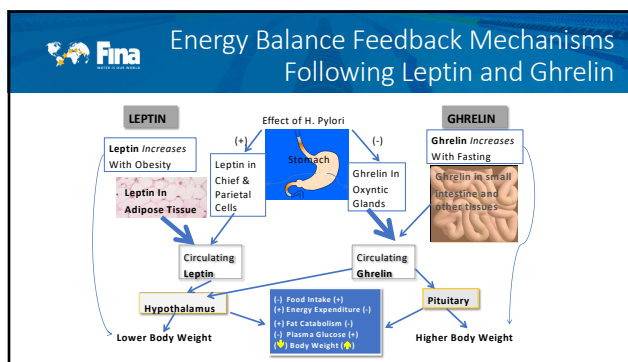 Fina
WATER IS OUR WORLD
Energy Balance Feedback Mechanisms
Following Leptin and Ghrelin
LEPTIN
Effect of H. Pylori
GHRELIN
(+)
(-)
Leptin Increases
With Obesity
Leptin in
Chief &
Parietal
Cells
Stomach
Ghrelin In
Oxyntic
Glands
Ghrelin Increases
With Fasting
Leptin In
Adipose Tissue
Ghrelin in small
intestine and
other tissues
Circulating
Leptin
Circulating
Ghrelin
Hypothalamus
(-) Food Intake (+)
(+) Energy Expenditure (-)
(+) Fat Catabolism (-)
(-) Plasma Glucose (+)
( ) Body Weight ( )
Pituitary
Lower Body Weight
Higher Body Weight